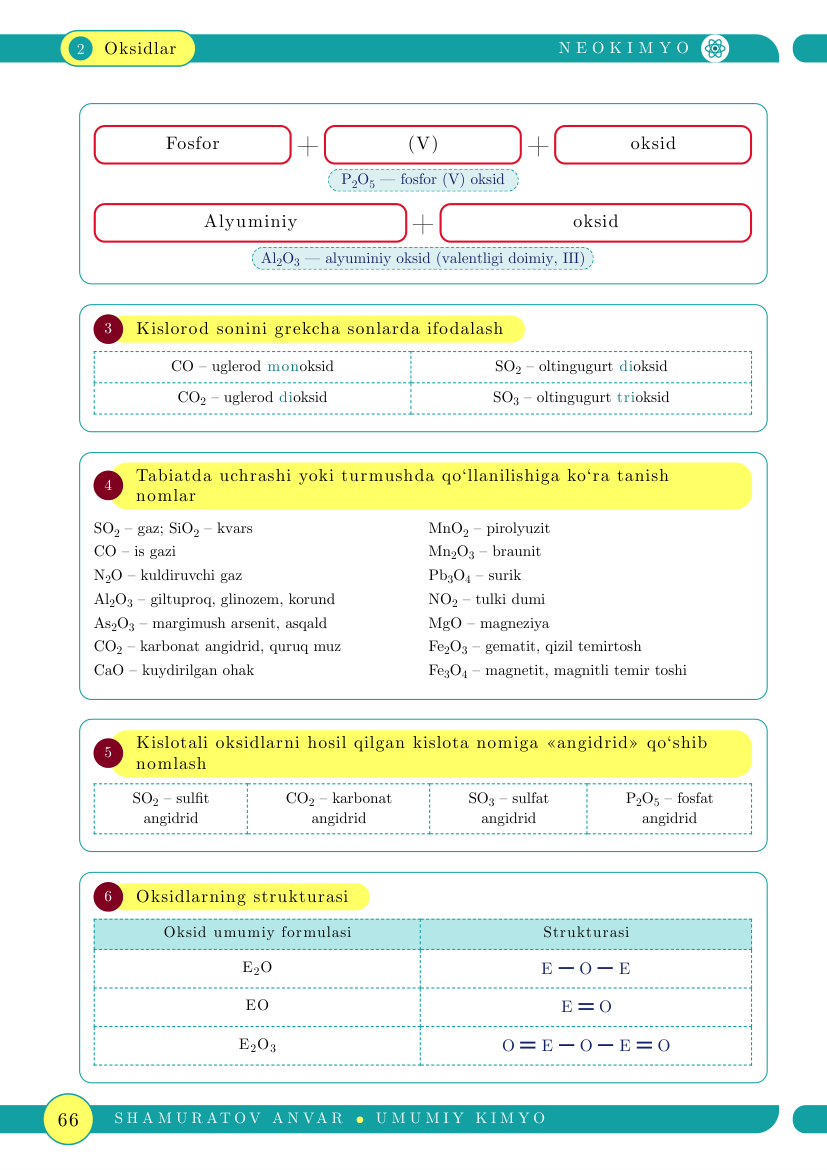 2 Oksidlar NEOKIMYO
Fosfor + (V) + oksid
P₂O₅ — fosfor (V) oksid
Alyuminiy + oksid
Al₂O₃ — alyuminiy oksid (valentligi doimiy, III)
3 Kislorod sonini grekcha sonlarda ifodalash
CO – uglerod monoksid SO₂ – oltingugurt dioksid
CO₂ – uglerod dioksid SO₃ – oltingugurt trioksid
4 Tabiatda uchrashi yoki turmushda qo‘llanilishiga ko‘ra tanish
nomlar
SO₂ – gaz; SiO₂ – kvars
CO – is gazi
N₂O – kuldiruvchi gaz
Al₂O₃ – giltuproq, glinozem, korund
As₂O₃ – margimush arsenit, asqald
CO₂ – karbonat angidrid, quruq muz
CaO – kuydirilgan ohak
MnO₂ – pirolyuzit
Mn₂O₃ – braunit
Pb₃O₄ – surik
NO₂ – tulki dumi
MgO – magneziya
Fe₂O₃ – gematit, qizil temirtosh
Fe₃O₄ – magnetit, magnitli temir toshi
5 Kislotali oksidlarni hosil qilgan kislota nomiga «angidrid» qo‘shib
nomlash
SO₂ – sulfit
angidrid
CO₂ – karbonat
angidrid
SO₃ – sulfat
angidrid
P₂O₅ – fosfat
angidrid
6 Oksidlarning strukturasi
Oksid umumiy formulasi Strukturasi
E₂O E — O — E
EO E = O
E₂O₃ O = E — O — E = O
66 SHAMURATOV ANVAR • UMUMIY KIMYO